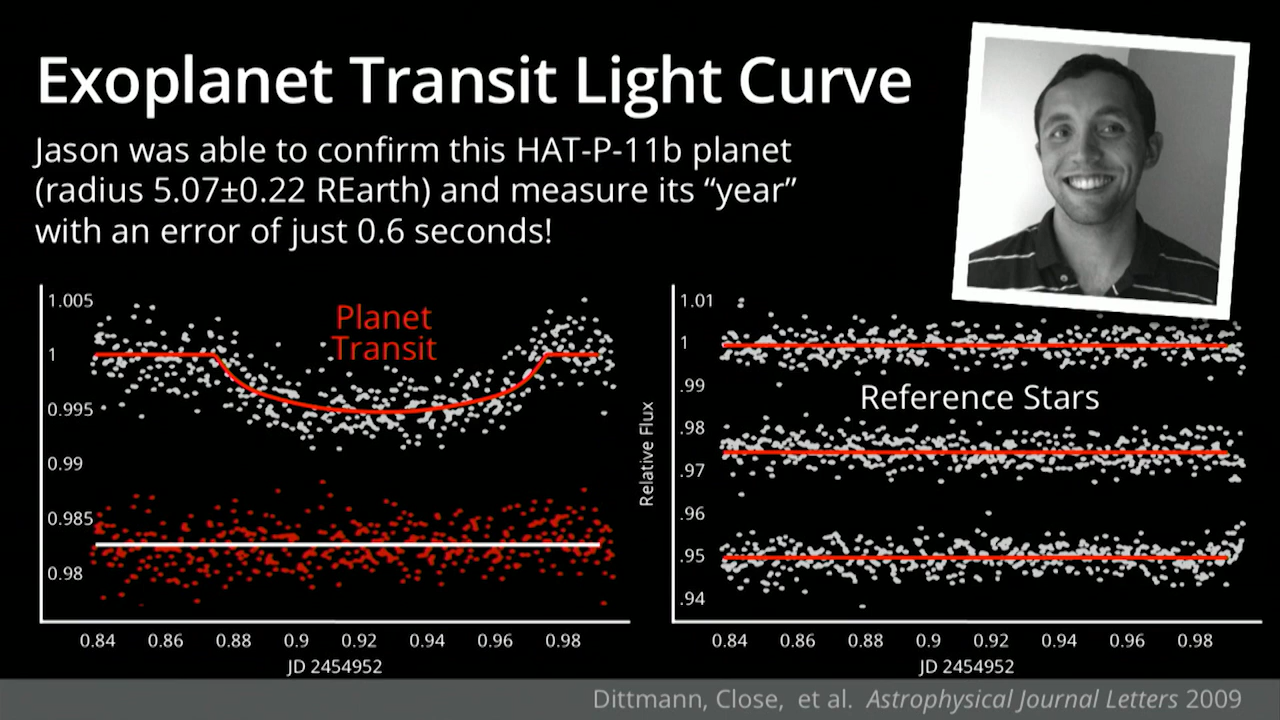 Exoplanet Transit Light Curve
Jason was able to confirm this HAT-P-11b planet
(radius 5.07±0.22 REarth) and measure its “year”
with an error of just 0.6 seconds!
Planet
Transit
1.005
1
0.995
0.99
0.985
0.98
0.84 0.86 0.88 0.9 0.92 0.94 0.96 0.98
JD 2454952
Relative Flux
Reference Stars
1.01
1
.99
.98
.97
.96
.95
.94
0.84 0.86 0.88 0.9 0.92 0.94 0.96 0.98
JD 2454952
Dittmann, Close, et al. Astrophysical Journal Letters 2009